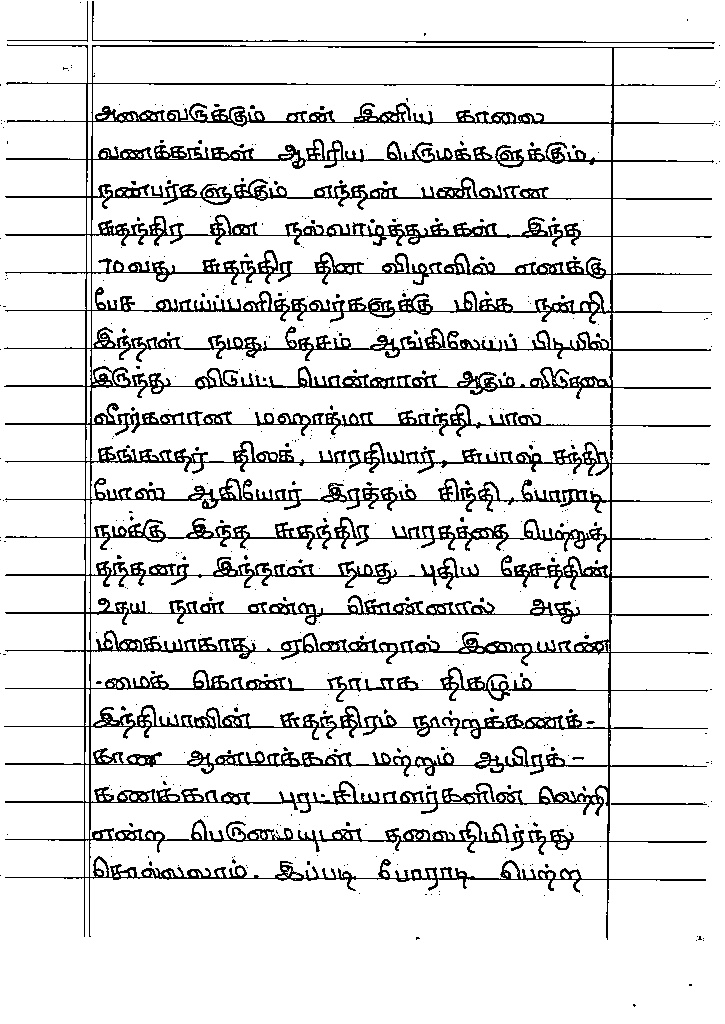 அனைவருக்கும் என் இனிய காலை
வணக்கங்கள் ஆசிரிய பெருமக்களுக்கும்,
நண்பர்களுக்கும் எந்தன் பணிவான
சுதந்திர தின நல்வாழ்த்துக்கள். இந்த
70வது சுதந்திர தின விழாவில் எனக்கு
பேச வாய்ப்பளித்தவர்களுக்கு மிக்க நன்றி
இந்நாள் நமது தேசம் ஆங்கிலேயப் பிடியில்
இருந்து விடுபட்ட பொன்னாள் ஆகும். விடுதலை
வீரர்களான மஹாத்மா காந்தி, பால
கங்காதர் திலக், பாரதியார், சுபாஷ் சந்திர
போஸ் ஆகியோர் இரத்தம் சிந்தி, போராடி
நமக்கு இந்த சுதந்திர பாரதத்தை பெற்றுத்
தந்தனர். இந்நாள் நமது புதிய தேசத்தின்
உதய நாள் என்று சொன்னால் அது
மிகையாகாது. ஏனென்றால் இறையாண்
-மைக் கொண்ட நாடாக திகழும்
இந்தியாவின் சுதந்திரம் நூற்றுக்கணக்-
கான ஆன்மாக்கள் மற்றும் ஆயிரக்-
கணக்கான புரட்சியாளர்களின் வெற்றி
என்ற பெருமையுடன் தலைநிமிர்ந்து
சொல்லலாம். இப்படி போராடி பெற்ற